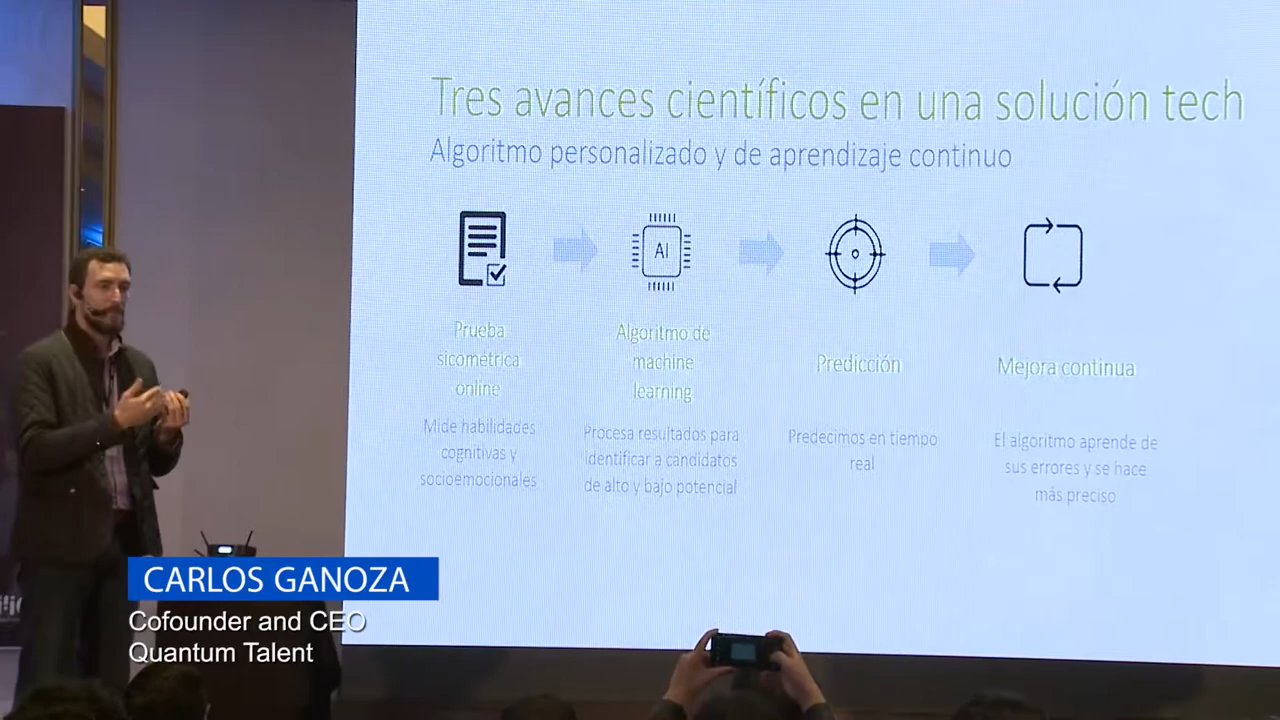 Tres avances científicos en una solución tech
Algoritmo personalizado y de aprendizaje continuo
AI
Prueba
sicométrica
online
Mide habilidades
cognitivas y
socioemocionales
Algoritmo de
machine
learning
Procesa resultados para
identificar a candidatos
de alto y bajo potencial
Predicción
Predecimos en tiempo
real
Mejora continua
El algoritmo aprende de
sus errores y se hace
más preciso
CARLOS GANOZA
Cofounder and CEO
Quantum Talent